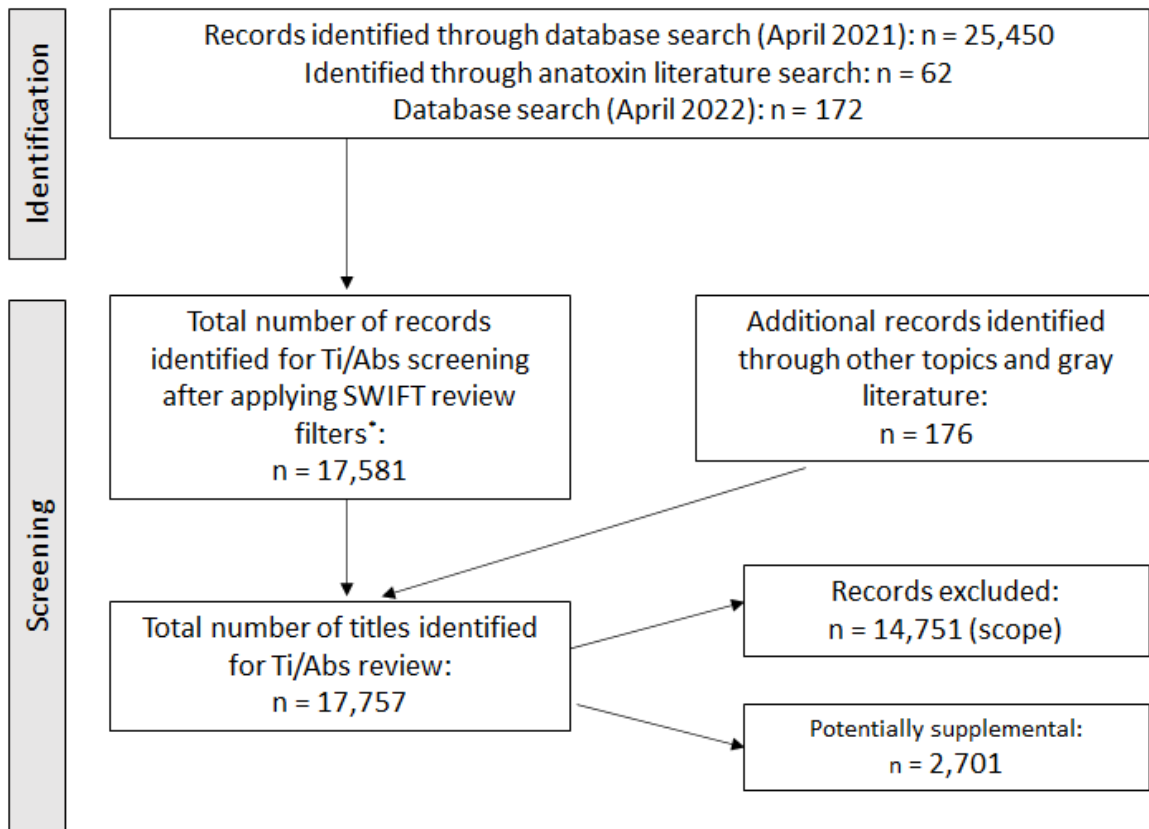 Identification
Records identified through database search (April 2021): n = 25,450
Identified through anatoxin literature search: n = 62
Database search (April 2022): n = 172
Screening
Total number of records
identified for Ti/Abs screening
after applying SWIFT review
filters*:
n = 17,581
Additional records identified
through other topics and gray
literature:
n = 176
Total number of titles identified
for Ti/Abs review:
n = 17,757
Records excluded:
n = 14,751 (scope)
Potentially supplemental:
n = 2,701